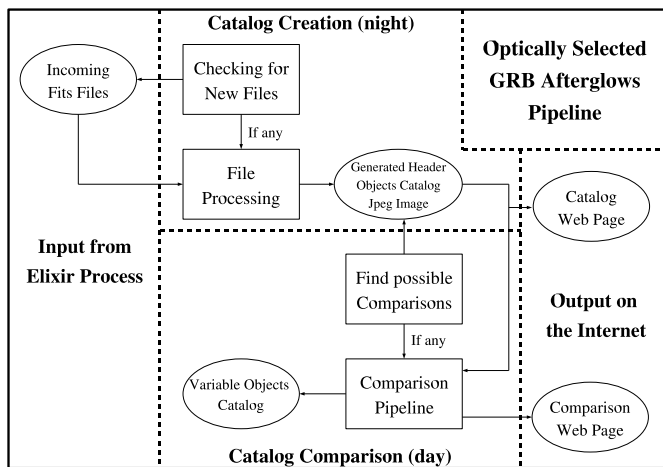 Catalog Creation (night)
Optically Selected
GRB Afterglows
Pipeline
Incoming
Fits Files
Checking for
New Files
If any
File
Processing
Generated Header
Objects Catalog
Jpeg Image
Catalog
Web Page
Input from
Elixir Process
Find possible
Comparisons
Output on
the Internet
If any
Variable Objects
Catalog
Comparison
Pipeline
Comparison
Web Page
Catalog Comparison (day)